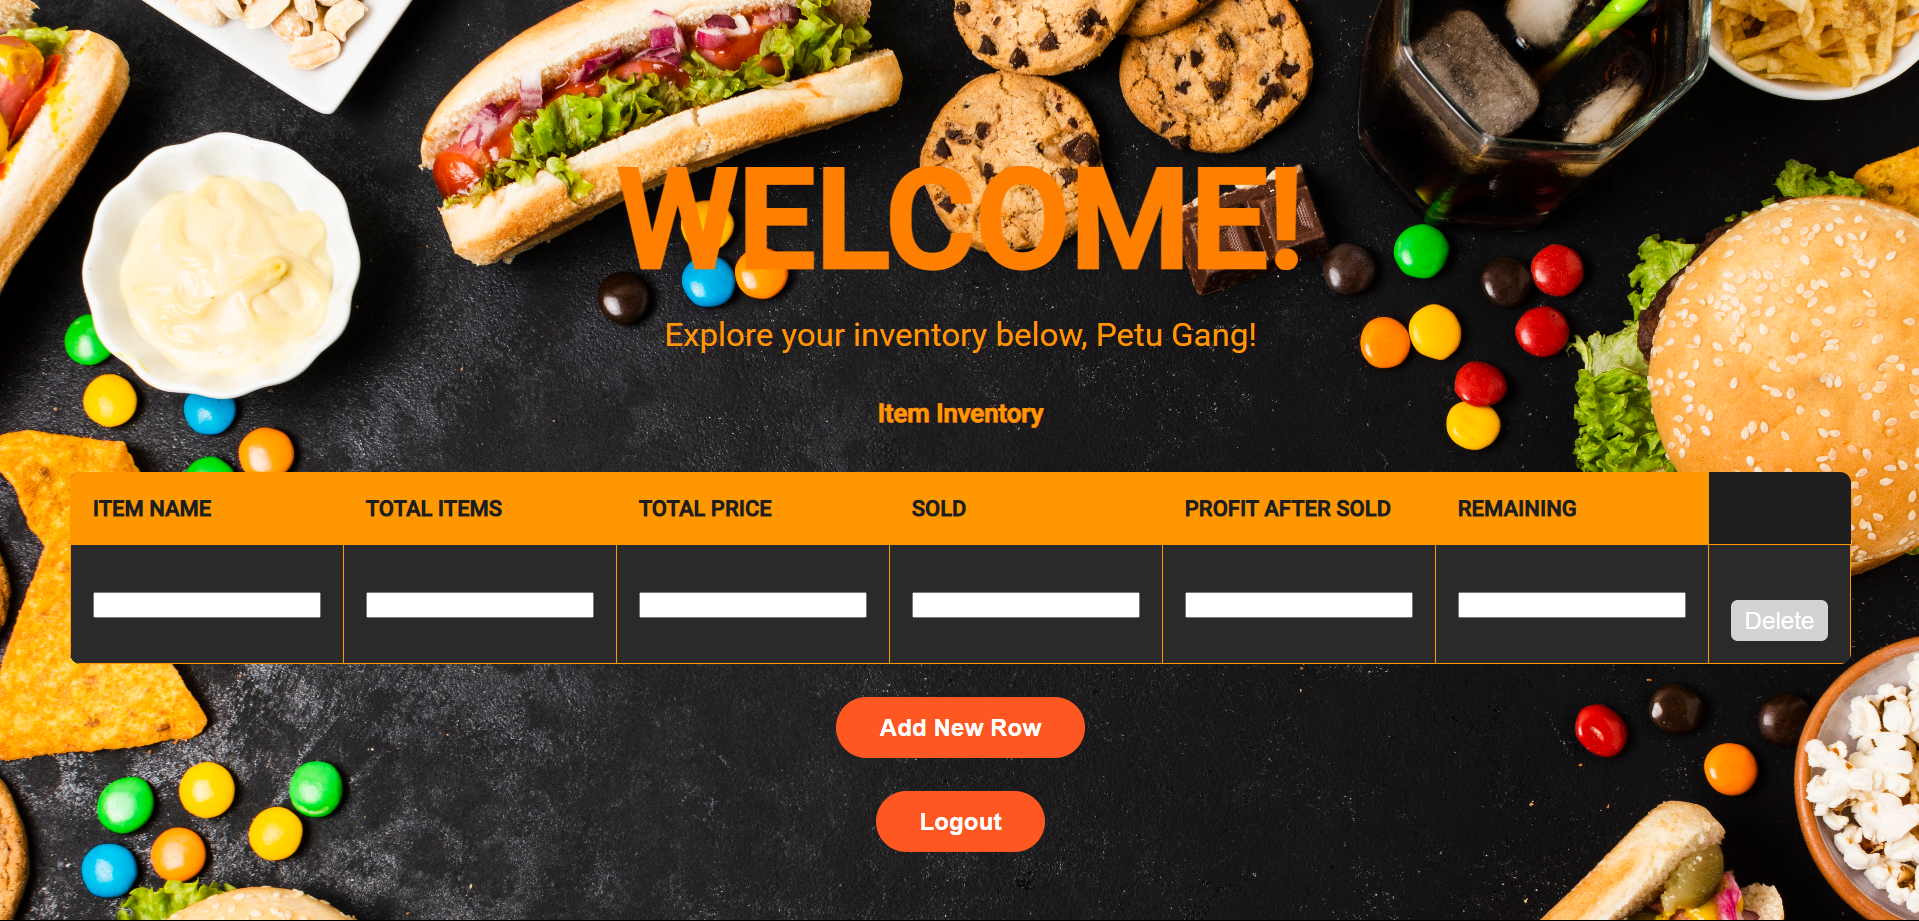 WELCOME!
Explore your inventory below, Petu Gang!
Item Inventory
ITEM NAME TOTAL ITEMS TOTAL PRICE SOLD PROFIT AFTER SOLD REMAINING
Delete
Add New Row
Logout